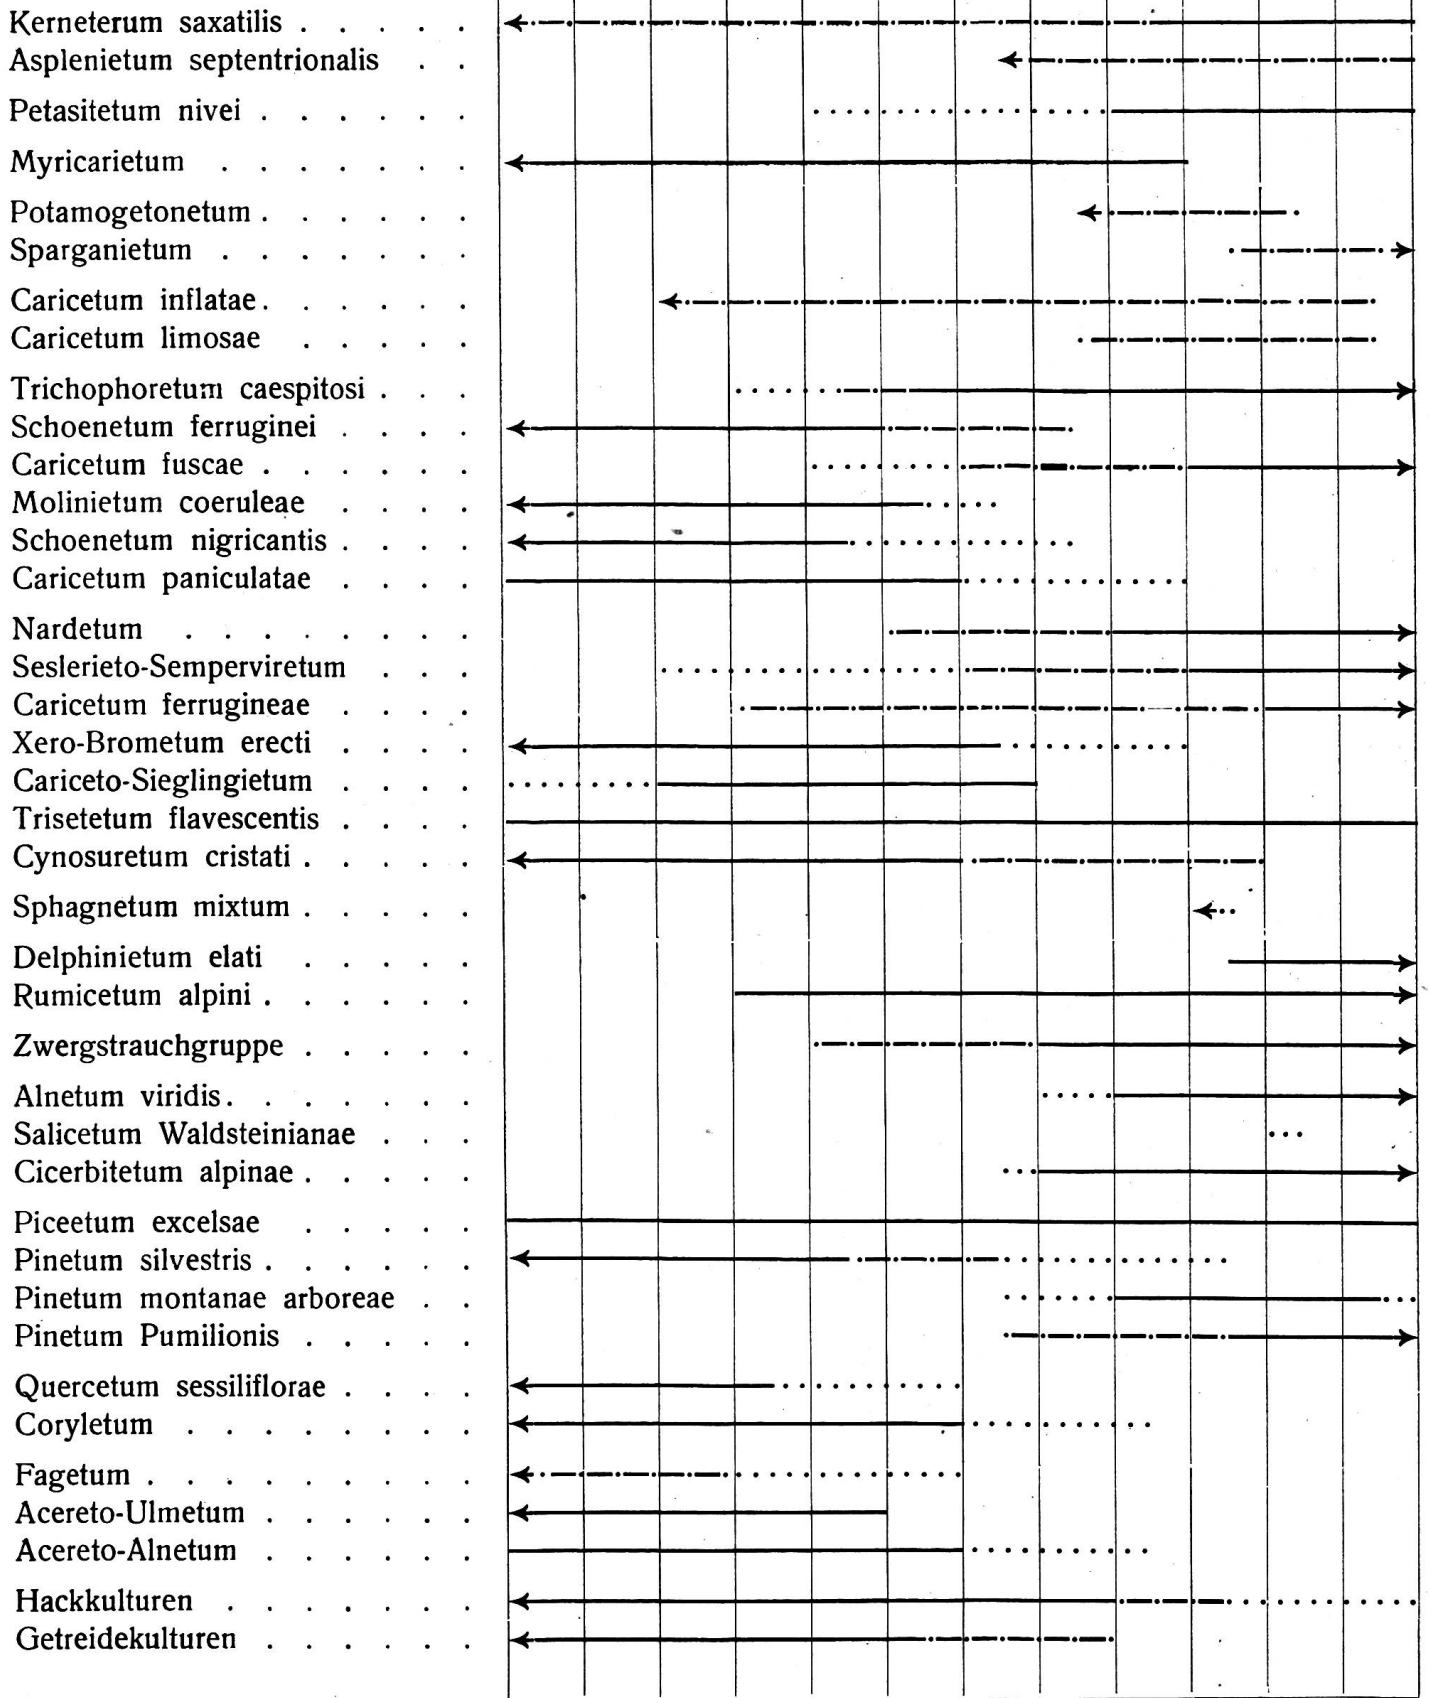 Kerneterum saxatilis . . . . .
Asplenietum septentrionalis . .
Petasitetum nivei . . . . . .
Myricarietum . . . . . . .
Potamogetonetum . . . . . .
Sparganietum . . . . . . .
Caricetum inflatae . . . . . .
Caricetum limosae . . . . .
Trichophoretum caespitosi . . .
Schoenetum ferruginei . . . .
Caricetum fuscae . . . . . .
Molinietum coeruleae . . . .
Schoenetum nigricantis . . . .
Caricetum paniculatae . . . .
Nardetum . . . . . . . .
Seslerieto-Semperviretum . . .
Caricetum ferrugineae . . . .
Xero-Brometum erecti . . . .
Cariceto-Sieglingietum . . . .
Trisetetum flavescentis . . . .
Cynosuretum cristati . . . . .
Sphagnetum mixtum . . . . .
Delphinietum elati . . . . .
Rumicetum alpini . . . . . .
Zwergstrauchgruppe . . . . .
Alnetum viridis . . . . . . .
Salicetum Waldsteinianae . . .
Cicerbitetum alpinae . . . . .
Piceetum excelsae . . . . .
Pinetum silvestris . . . . . .
Pinetum montanae arboreae . .
Pinetum Pumilionis . . . . .
Quercetum sessiliflorae . . . .
Coryletum . . . . . . . .
Fagetum . . . . . . . . .
Acereto-Ulmetum . . . . . .
Acereto-Alnetum . . . . . .
Hackkulturen . . . . . . .
Getreidekulturen . . . . . .